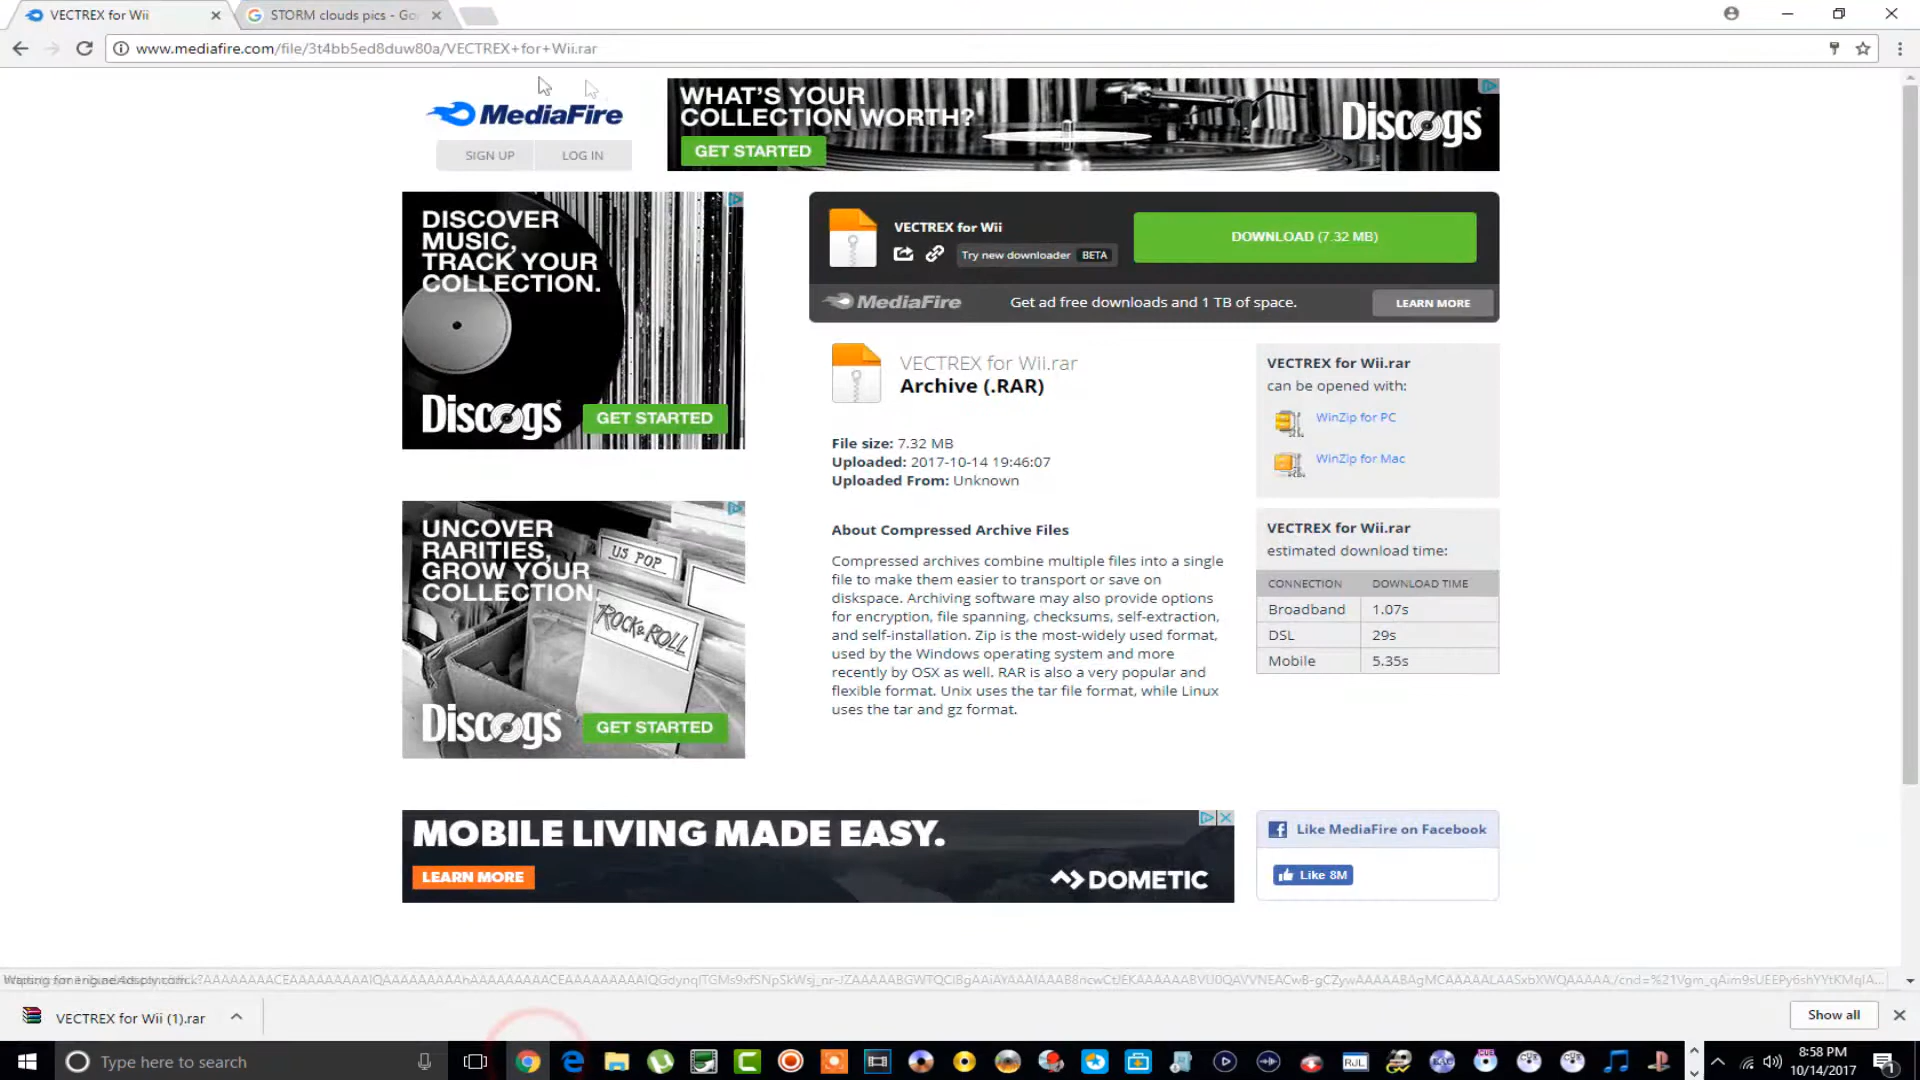 VECTREX for Wii
STORM clouds pics - Go
www.mediafire.com/file/3t4bb5ed8duw80a/VECTREX+for+Wii.rar
MediaFire
SIGN UP
LOG IN
WHAT'S YOUR
COLLECTION WORTH?
GET STARTED
Discogs
DISCOVER
MUSIC,
TRACK YOUR
COLLECTION.
Discogs
GET STARTED
VECTREX for Wii
Try new downloader BETA
DOWNLOAD (7.32 MB)
MediaFire
Get ad free downloads and 1 TB of space.
LEARN MORE
VECTREX for Wii.rar
Archive (.RAR)
File size: 7.32 MB
Uploaded: 2017-10-14 19:46:07
Uploaded From: Unknown
About Compressed Archive Files
Compressed archives combine multiple files into a single
file to make them easier to transport or save on
diskspace. Archiving software may also provide options
for encryption, file spanning, checksums, self-extraction,
and self-installation. Zip is the most-widely used format,
used by the Windows operating system and more
recently by OSX as well. RAR is also a very popular and
flexible format. Unix uses the tar file format, while Linux
uses the tar and gz format.
VECTREX for Wii.rar
can be opened with:
WinZip for PC
WinZip for Mac
VECTREX for Wii.rar
estimated download time:
CONNECTION DOWNLOAD TIME
Broadband 1.07s
DSL 29s
Mobile 5.35s
UNCOVER
RARITIES,
GROW YOUR
COLLECTION.
US POP
ROCK & ROLL
Discogs
GET STARTED
MOBILE LIVING MADE EASY.
LEARN MORE
DOMETIC
Like MediaFire on Facebook
Like 8M
VECTREX for Wii (1).rar
Show all
Type here to search
RJL
8:58 PM
10/14/2017